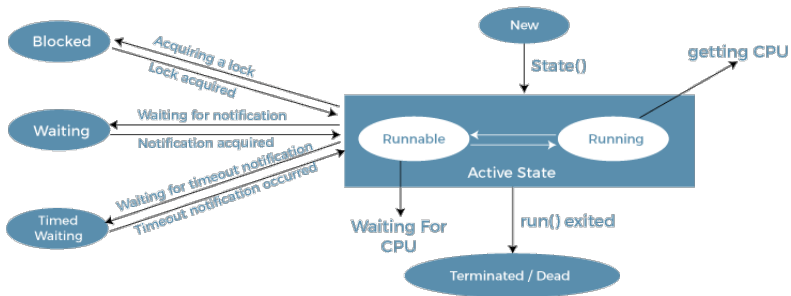 New
Blocked
Acquiring a lock
Lock acquired
State()
getting CPU
Waiting
Waiting for notification
Notification acquired
Runnable
Running
Active State
Waiting for timeout notification
Timeout notification occurred
Timed
Waiting
Waiting For
CPU
run() exited
Terminated / Dead